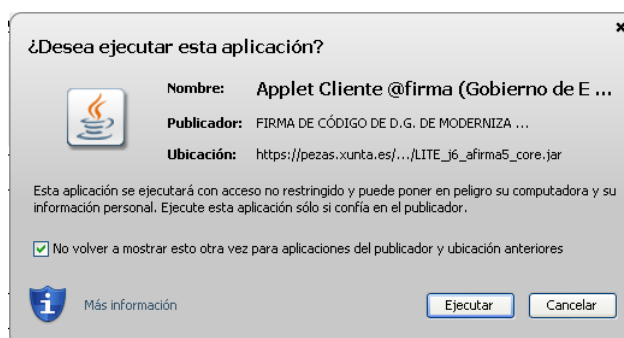 ¿Desea ejecutar esta aplicación?
Nombre: Applet Cliente @firma (Gobierno de E ...
Publicador: FIRMA DE CÓDIGO DE D.G. DE MODERNIZA ...
Ubicación: https://pezas.xunta.es/.../LITE_j6_afirma5_core.jar
Esta aplicación se ejecutará con acceso no restringido y puede poner en peligro su computadora y su
información personal. Ejecute esta aplicación sólo si confía en el publicador.
No volver a mostrar esto otra vez para aplicaciones del publicador y ubicación anteriores
Más información
Ejecutar
Cancelar